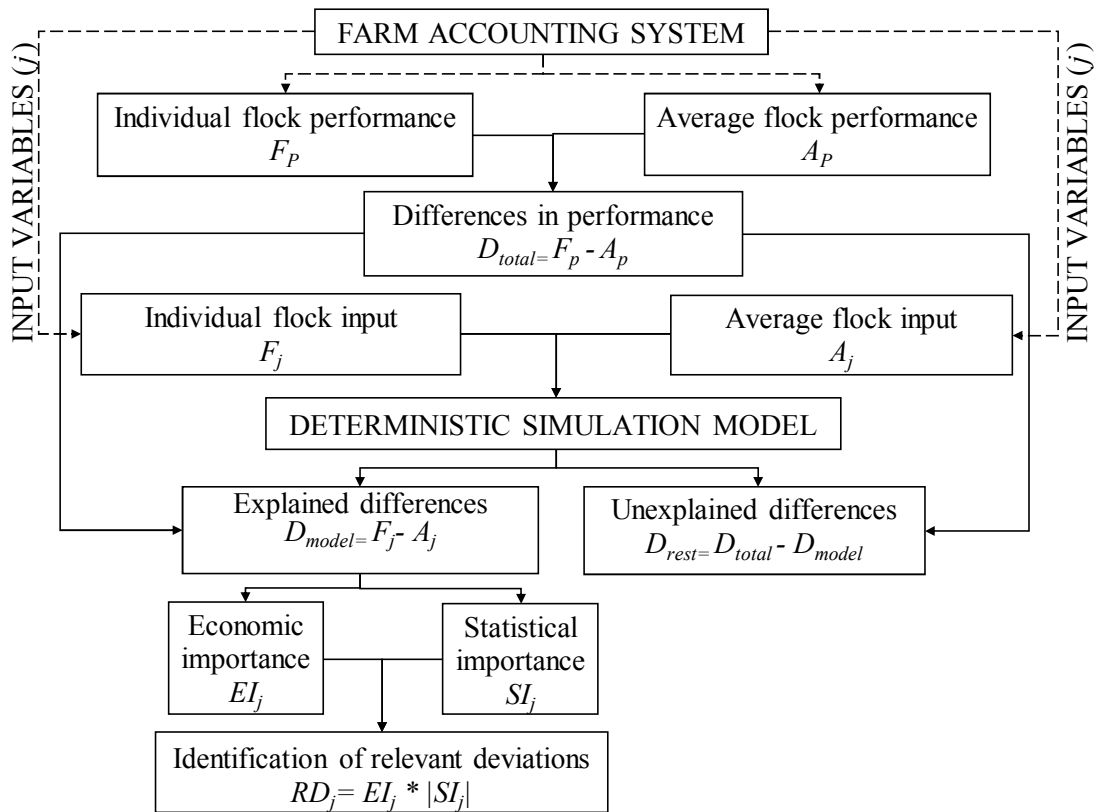 FARM ACCOUNTING SYSTEM
INPUT VARIABLES (j)
INPUT VARIABLES (j)
Individual flock performance
F_P
Average flock performance
A_P
Differences in performance
D_total= F_p - A_p
Individual flock input
F_j
Average flock input
A_j
DETERMINISTIC SIMULATION MODEL
Explained differences
D_model= F_j- A_j
Unexplained differences
D_rest= D_total - D_model
Economic
importance
EI_j
Statistical
importance
SI_j
Identification of relevant deviations
RD_j= EI_j * |SI_j|